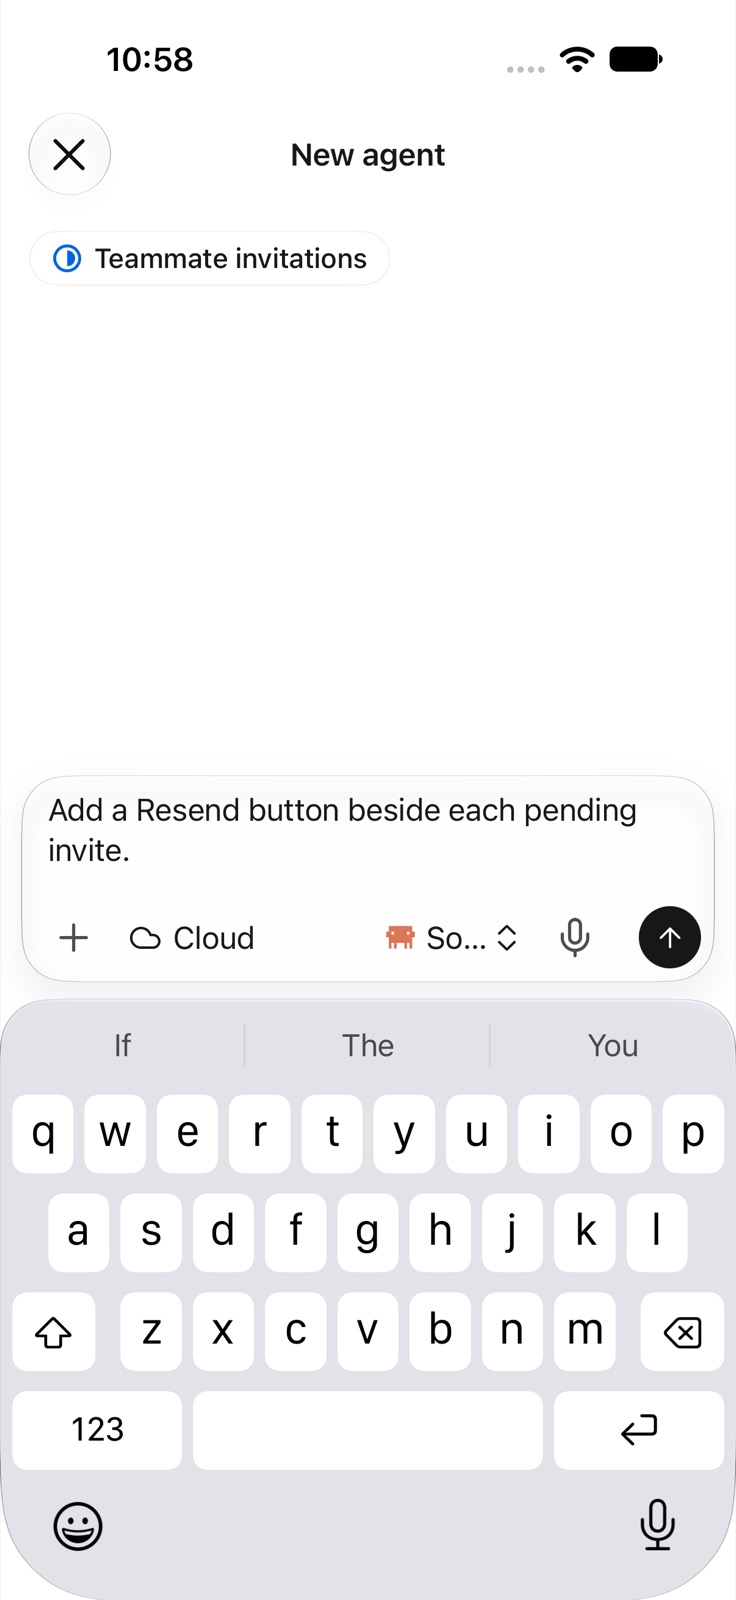 10:58
New agent
Teammate invitations
Add a Resend button beside each pending
invite.
Cloud
So...
If The You
q w e r t y u i o p
a s d f g h j k l
z x c v b n m
123